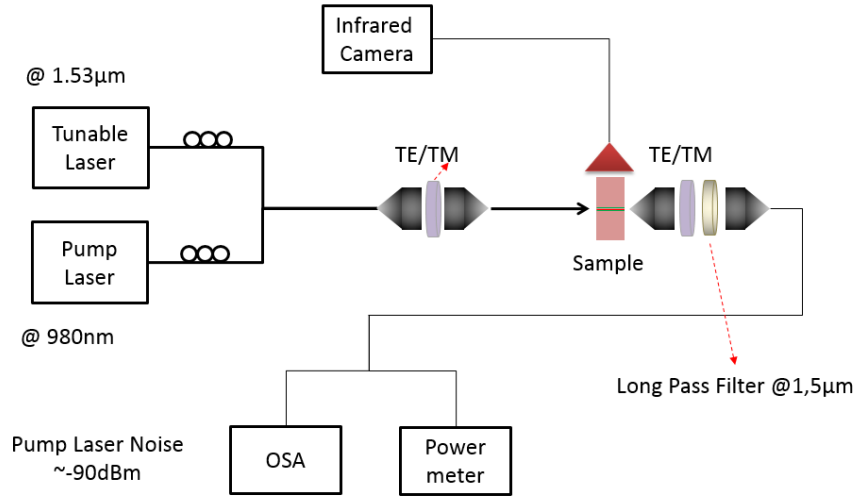 Infrared
Camera
@ 1.53μm
Tunable
Laser
TE/TM
TE/TM
Pump
Laser
Sample
@ 980nm
Long Pass Filter @1,5μm
Pump Laser Noise
~-90dBm
OSA
Power
meter